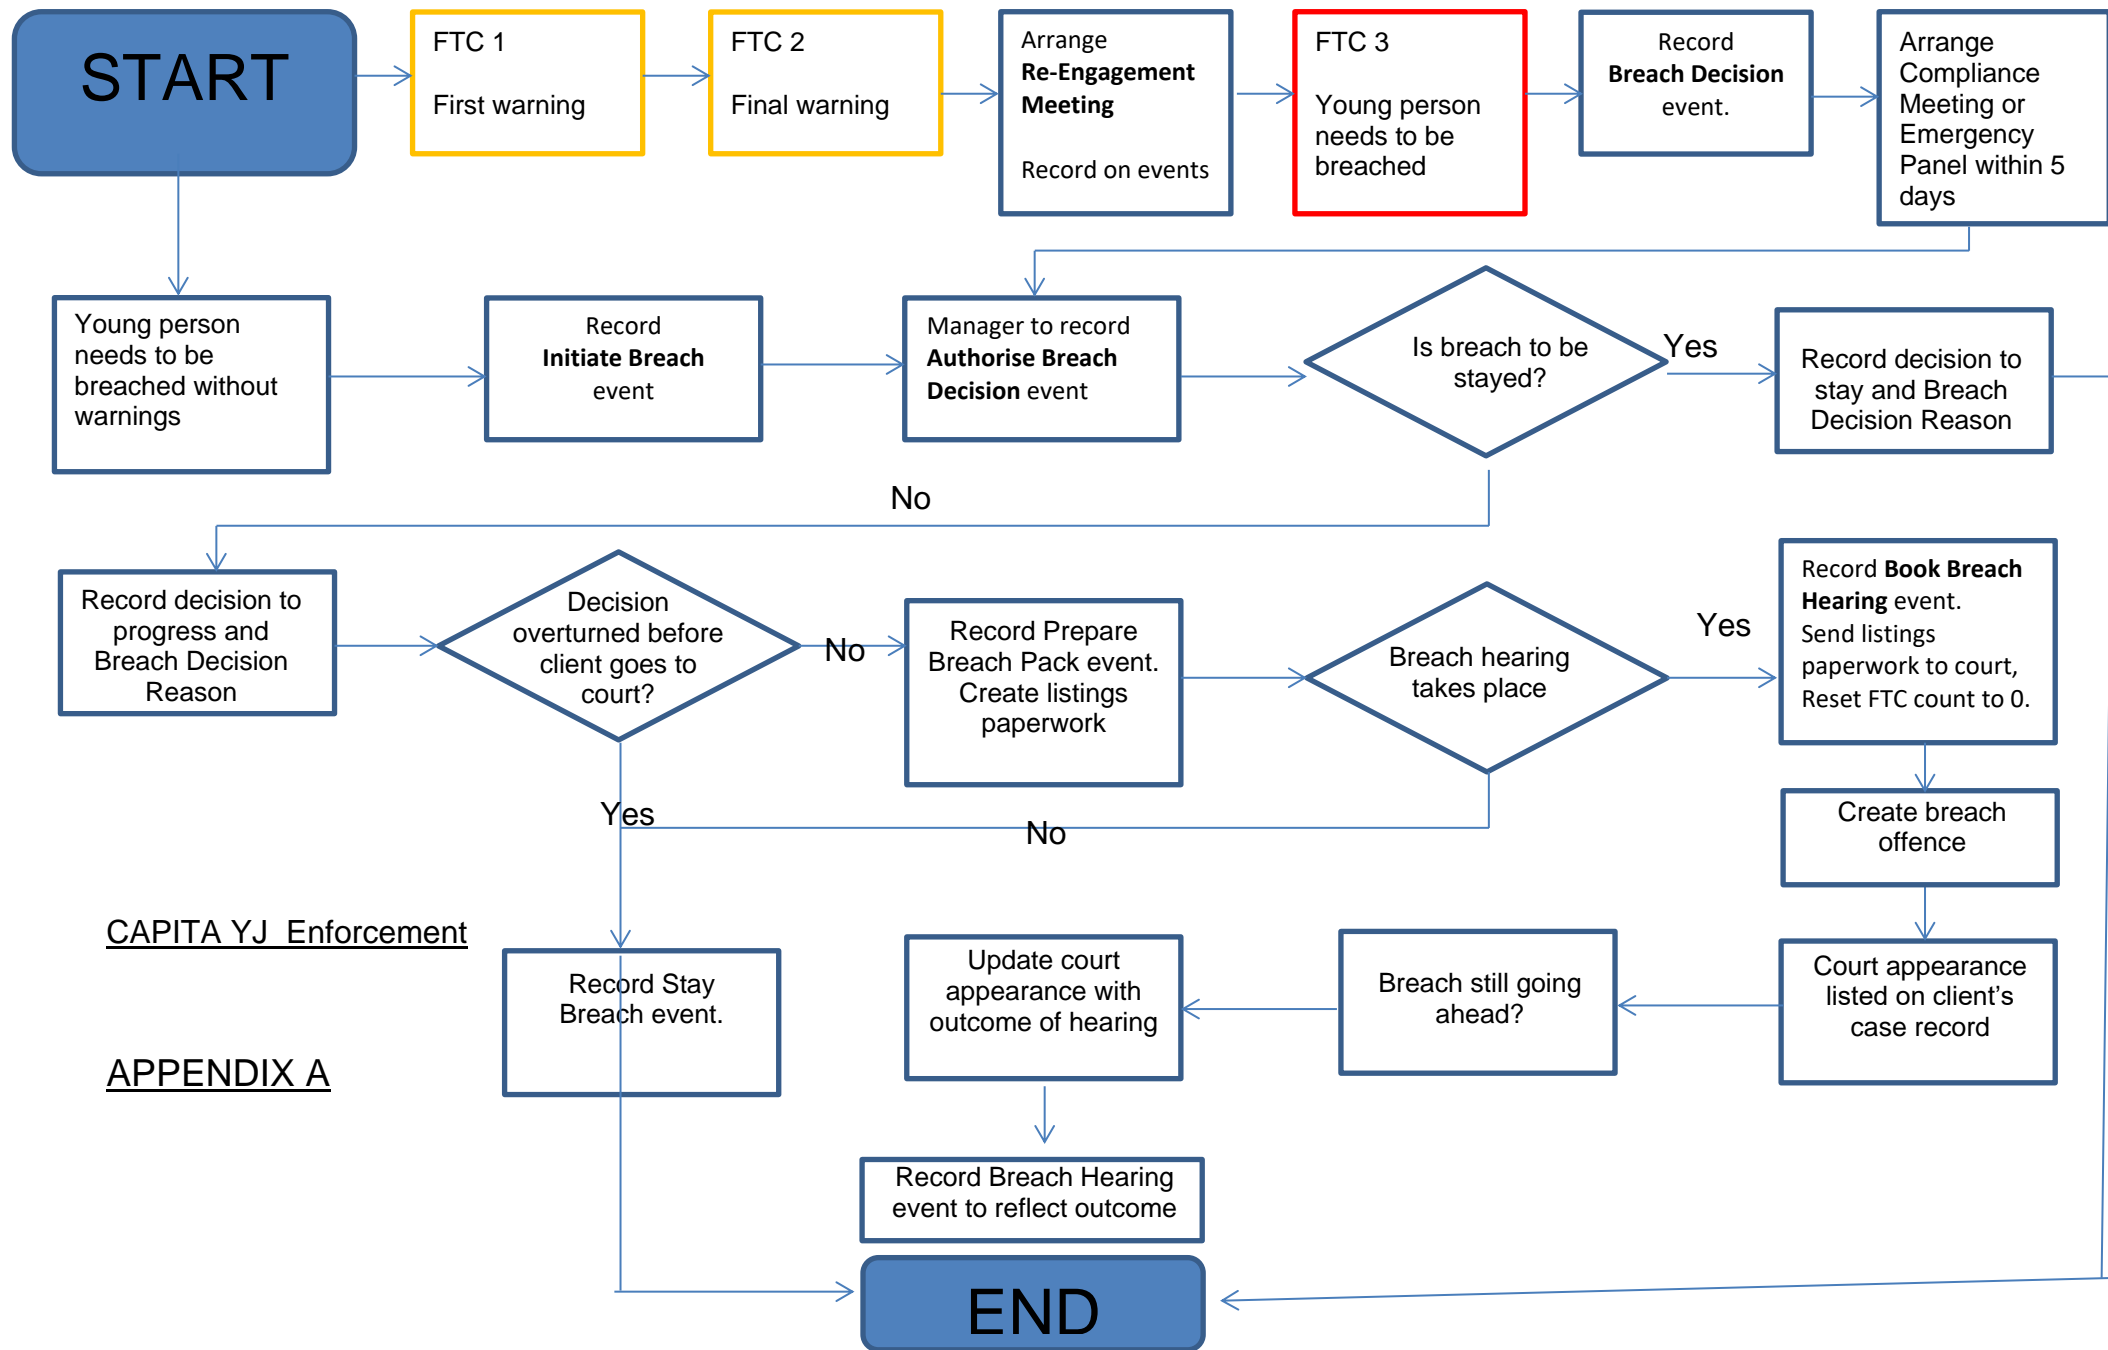 START
FTC 1
First warning
FTC 2
Final warning
Arrange
Re-Engagement
Meeting
Record on events
FTC 3
Young person
needs to be
breached
Record
Breach Decision
event.
Arrange
Compliance
Meeting or
Emergency
Panel within 5
days
Young person
needs to be
breached without
warnings
Record
Initiate Breach
event
Manager to record
Authorise Breach
Decision event
Is breach to be
stayed?
Yes
Record decision to
stay and Breach
Decision Reason
No
Record decision to
progress and
Breach Decision
Reason
Decision
overturned before
client goes to
court?
No
Record Prepare
Breach Pack event.
Create listings
paperwork
Breach hearing
takes place
Yes
Record Book Breach
Hearing event.
Send listings
paperwork to court,
Reset FTC count to 0.
Yes
No
Create breach
offence
CAPITA YJ  Enforcement
Record Stay
Breach event.
Update court
appearance with
outcome of hearing
Breach still going
ahead?
Court appearance
listed on client’s
case record
APPENDIX A
Record Breach Hearing
event to reflect outcome
END